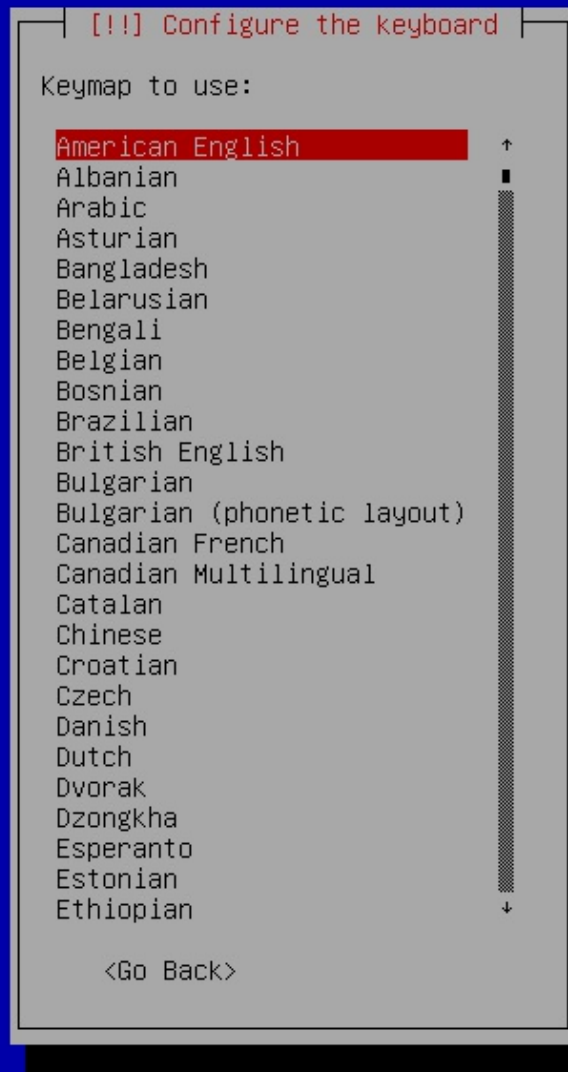 [!!] Configure the keyboard
Keymap to use:
American English
Albanian
Arabic
Asturian
Bangladesh
Belarusian
Bengali
Belgian
Bosnian
Brazilian
British English
Bulgarian
Bulgarian (phonetic layout)
Canadian French
Canadian Multilingual
Catalan
Chinese
Croatian
Czech
Danish
Dutch
Dvorak
Dzongkha
Esperanto
Estonian
Ethiopian
<Go Back>